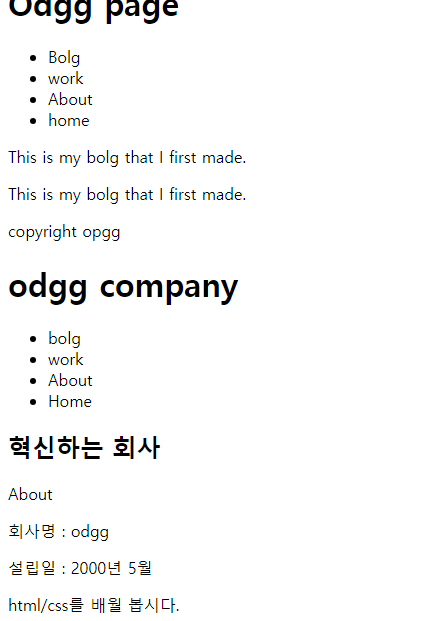 Odgg page
Bolg
work
About
home
This is my bolg that I first made.
This is my bolg that I first made.
copyright opgg
odgg company
bolg
work
About
Home
혁신하는 회사
About
회사명 : odgg
설립일 : 2000년 5월
html/css를 배월 봅시다.